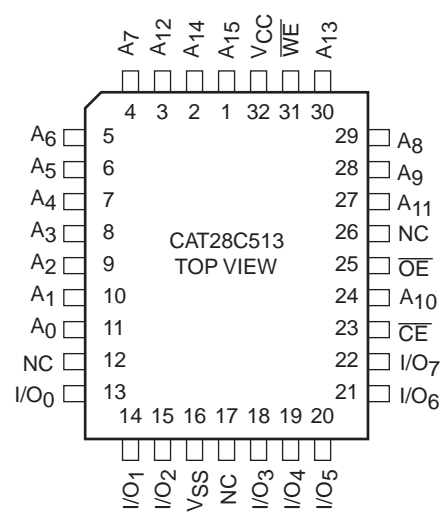 A7 A12 A14 A15 VCC WE A13
4 3 2 1 32 31 30
A6 5 29 A8
A5 6 28 A9
A4 7 27 A11
A3 8 26 NC
A2 9 25 OE
A1 10 24 A10
A0 11 23 CE
NC 12 22 I/O7
I/O0 13 21 I/O6
CAT28C513
TOP VIEW
14 15 16 17 18 19 20
I/O1 I/O2 VSS NC I/O3 I/O4 I/O5